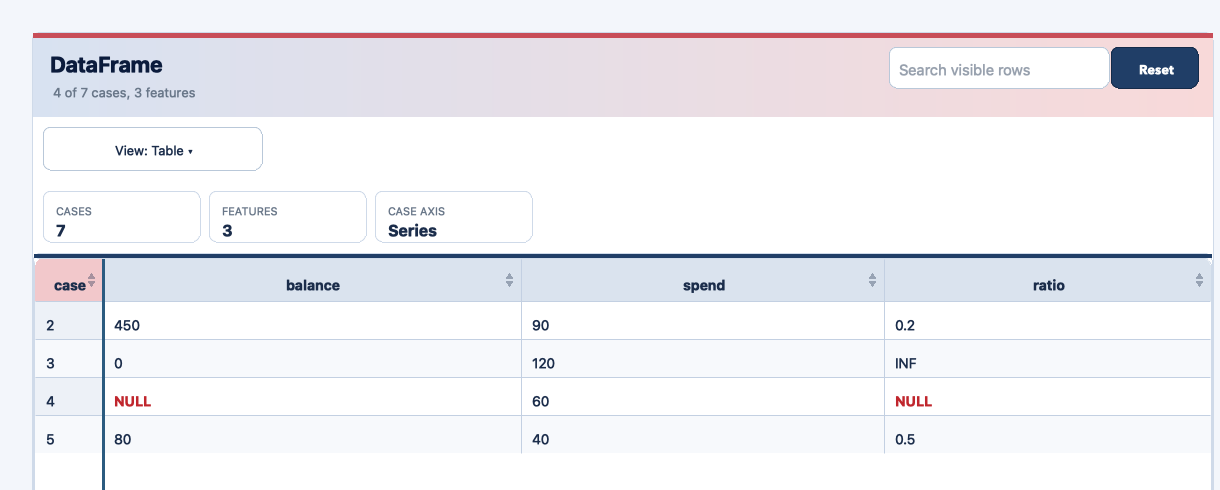 DataFrame
4 of 7 cases, 3 features
Search visible rows
Reset
View: Table ▾
CASES FEATURES CASE AXIS
7 3 Series
case balance spend ratio
2 450 90 0.2
3 0 120 INF
4 NULL 60 NULL
5 80 40 0.5